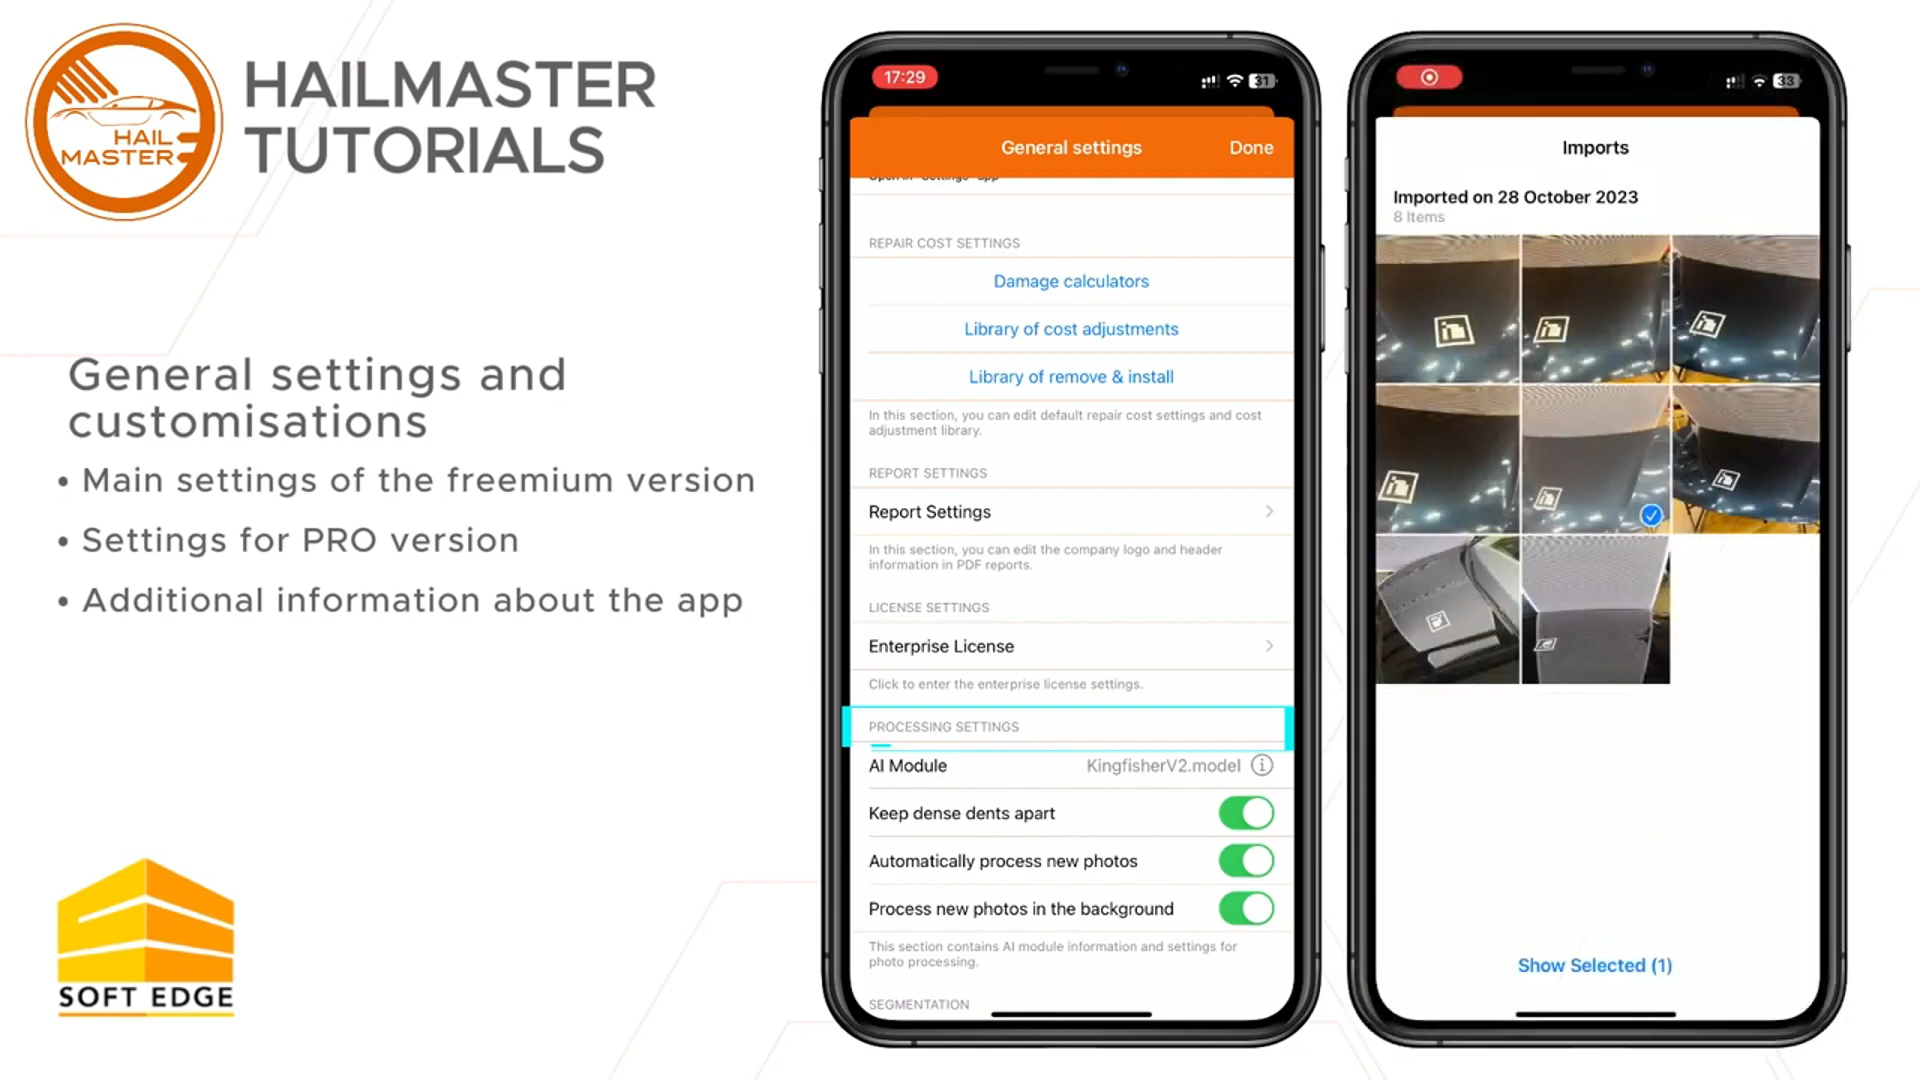 HAIL
MASTER
HAILMASTER
TUTORIALS
General settings and
customisations
• Main settings of the freemium version
• Settings for PRO version
• Additional information about the app
SOFT EDGE
17:29
31
General settings
Done
Open in "Settings" app
REPAIR COST SETTINGS
Damage calculators
Library of cost adjustments
Library of remove & install
In this section, you can edit default repair cost settings and cost
adjustment library.
REPORT SETTINGS
Report Settings
In this section, you can edit the company logo and header
information in PDF reports.
LICENSE SETTINGS
Enterprise License
Click to enter the enterprise license settings.
PROCESSING SETTINGS
AI Module KingfisherV2.model
Keep dense dents apart
Automatically process new photos
Process new photos in the background
This section contains AI module information and settings for
photo processing.
SEGMENTATION
33
Imports
Imported on 28 October 2023
8 Items
Show Selected (1)